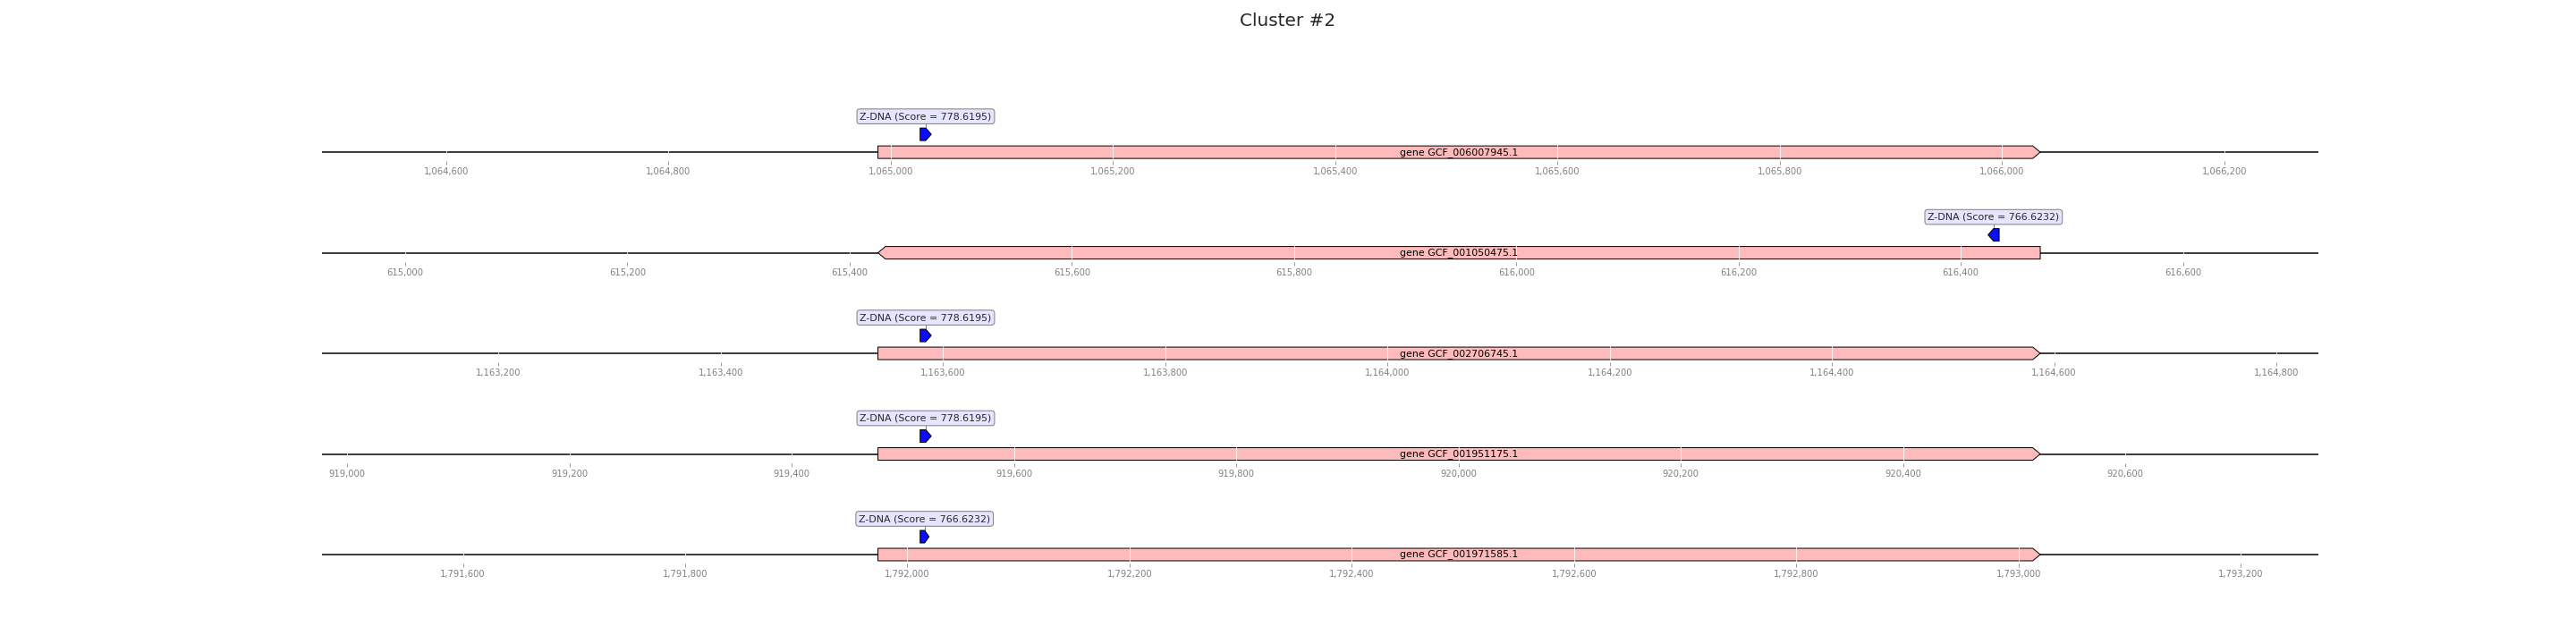 Cluster #2
Z-DNA (Score = 778.6195)
gene GCF_006007945.1
1,064,600 1,064,800 1,065,000 1,065,200 1,065,400 1,065,600 1,065,800 1,066,000 1,066,200
Z-DNA (Score = 766.6232)
gene GCF_001050475.1
615,000 615,200 615,400 615,600 615,800 616,000 616,200 616,400 616,600
Z-DNA (Score = 778.6195)
gene GCF_002706745.1
1,163,200 1,163,400 1,163,600 1,163,800 1,164,000 1,164,200 1,164,400 1,164,600 1,164,800
Z-DNA (Score = 778.6195)
gene GCF_001951175.1
919,000 919,200 919,400 919,600 919,800 920,000 920,200 920,400 920,600
Z-DNA (Score = 766.6232)
gene GCF_001971585.1
1,791,600 1,791,800 1,792,000 1,792,200 1,792,400 1,792,600 1,792,800 1,793,000 1,793,200